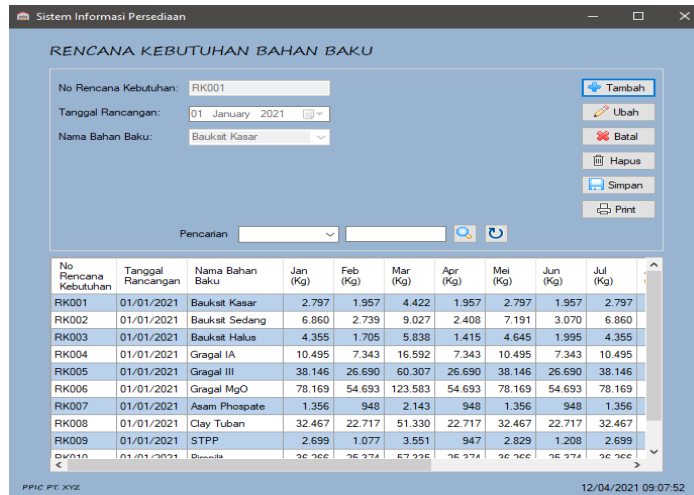 Sistem Informasi Persediaan
RENCANA KEBUTUHAN BAHAN BAKU
No Rencana Kebutuhan: RK001
Tanggal Rancangan: 01 January 2021
Nama Bahan Baku: Bauksit Kasar
Tambah
Ubah
Batal
Hapus
Simpan
Print
Pencarian
No Rencana Kebutuhan Tanggal Rancangan Nama Bahan Baku Jan (Kg) Feb (Kg) Mar (Kg) Apr (Kg) Mei (Kg) Jun (Kg) Jul (Kg)
RK001 01/01/2021 Bauksit Kasar 2.797 1.957 4.422 1.957 2.797 1.957 2.797
RK002 01/01/2021 Bauksit Sedang 6.860 2.739 9.027 2.408 7.191 3.070 6.860
RK003 01/01/2021 Bauksit Halus 4.355 1.705 5.838 1.415 4.645 1.995 4.355
RK004 01/01/2021 Gragal IA 10.495 7.343 16.592 7.343 10.495 7.343 10.495
RK005 01/01/2021 Gragal III 38.146 26.690 60.307 26.690 38.146 26.690 38.146
RK006 01/01/2021 Gragal MgO 78.169 54.693 123.583 54.693 78.169 54.693 78.169
RK007 01/01/2021 Asam Phospate 1.356 948 2.143 948 1.356 948 1.356
RK008 01/01/2021 Clay Tuban 32.467 22.717 51.330 22.717 32.467 22.717 32.467
RK009 01/01/2021 STPP 2.699 1.077 3.551 947 2.829 1.208 2.699
RK010 01/01/2021
PPIC PT. XYZ
12/04/2021 09:07:52